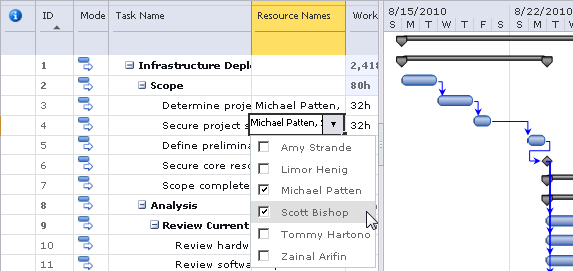 ID Mode Task Name Resource Names Work 8/15/2010 8/22/2010
S M T W T F S S M T W
1 Infrastructure Deplo 2,418
2 Scope 80h
3 Determine proje Michael Patten, 32h
4 Secure project s Michael Patten, S 32h
5 Define prelimina
6 Secure core reso
7 Scope complete
8 Analysis
9 Review Current
10 Review hardw
11 Review softwa
Amy Strande
Limor Henig
Michael Patten
Scott Bishop
Tommy Hartono
Zainal Arifin